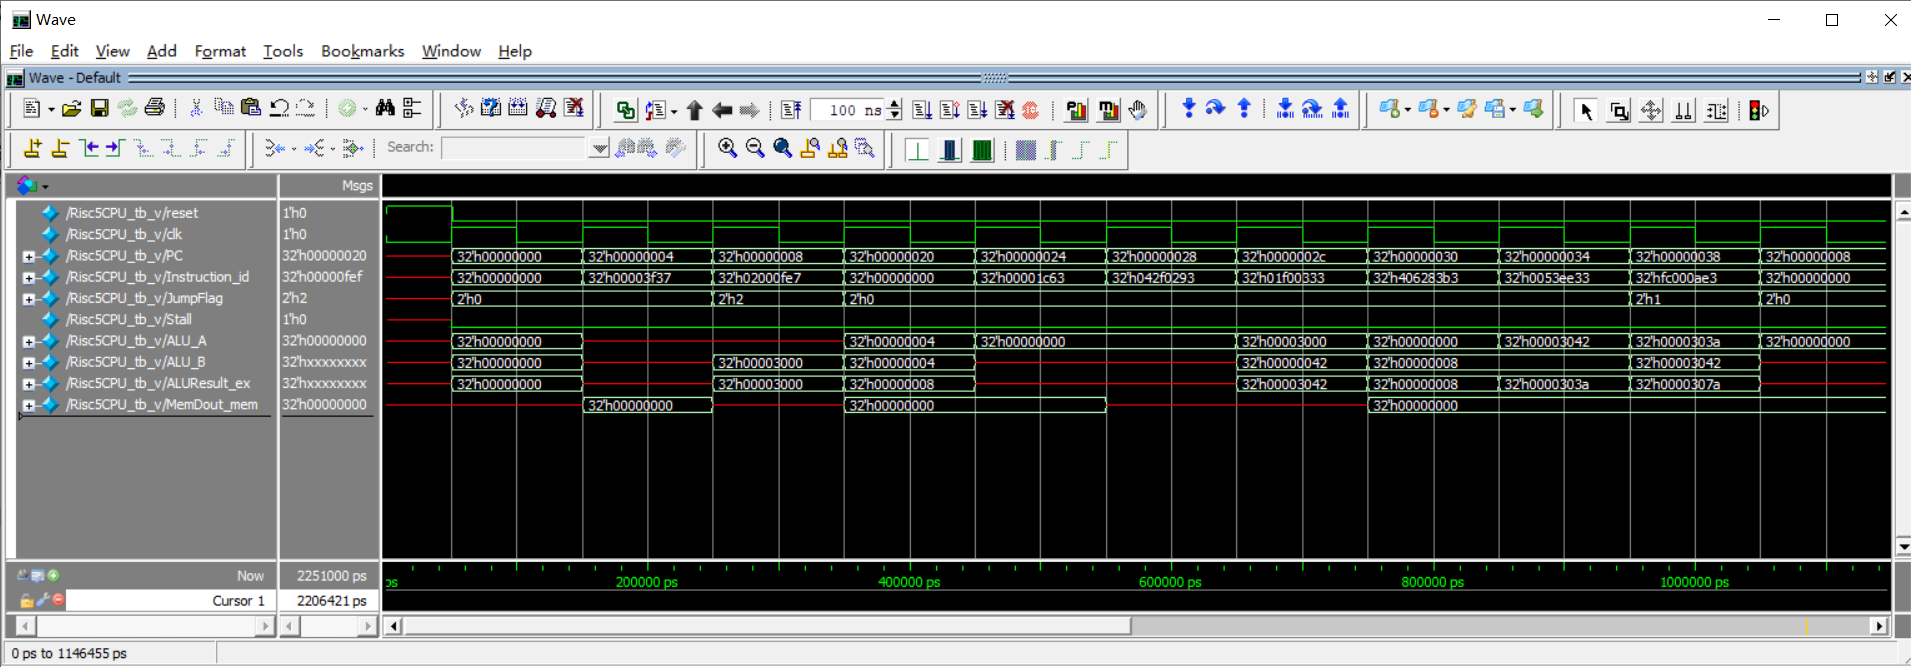 Wave
File Edit View Add Format Tools Bookmarks Window Help
Wave - Default
100 ns
Search:
Msgs
/Risc5CPU_tb_v/reset 1'h0
/Risc5CPU_tb_v/clk 1'h0
/Risc5CPU_tb_v/PC 32'h00000020 32'h00000000 32'h00000004 32'h00000008 32'h00000020 32'h00000024 32'h00000028 32'h0000002c 32'h00000030 32'h00000034 32'h00000038 32'h00000008
/Risc5CPU_tb_v/Instruction_id 32'h00000fef 32'h00000000 32'h00003f37 32'h02000fe7 32'h00000000 32'h00001c63 32'h042f0293 32'h01f00333 32'h406283b3 32'h0053ee33 32'hfc000ae3 32'h00000000
/Risc5CPU_tb_v/JumpFlag 2'h2 2'h0 2'h2 2'h0 2'h1 2'h0
/Risc5CPU_tb_v/Stall 1'h0
/Risc5CPU_tb_v/ALU_A 32'h00000000 32'h00000000 32'h00000004 32'h00000000 32'h00003000 32'h00000000 32'h00003042 32'h0000303a 32'h00000000
/Risc5CPU_tb_v/ALU_B 32'hxxxxxxxx 32'h00000000 32'h00003000 32'h00000004 32'h00000042 32'h00000008 32'h00003042
/Risc5CPU_tb_v/ALUResult_ex 32'hxxxxxxxx 32'h00000000 32'h00003000 32'h00000008 32'h00003042 32'h00000008 32'h0000303a 32'h0000307a
/Risc5CPU_tb_v/MemDout_mem 32'h00000000 32'h00000000 32'h00000000 32'h00000000
Now 2251000 ps ps 200000 ps 400000 ps 600000 ps 800000 ps 1000000 ps
Cursor 1 2206421 ps
0 ps to 1146455 ps